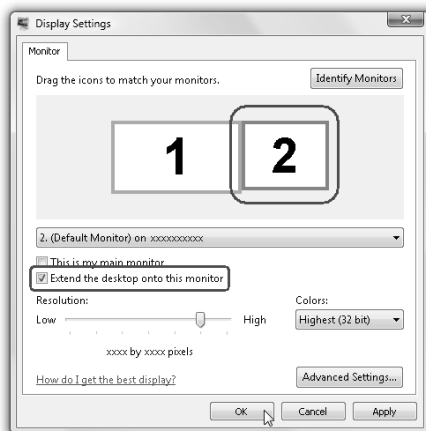 Display Settings
Monitor
Drag the icons to match your monitors.
Identify Monitors
1
2
2. (Default Monitor) on xxxxxxxxxx
This is my main monitor
Extend the desktop onto this monitor
Resolution:
Colors:
Low
High
Highest (32 bit)
xxxx by xxxx pixels
How do I get the best display?
Advanced Settings...
OK
Cancel
Apply